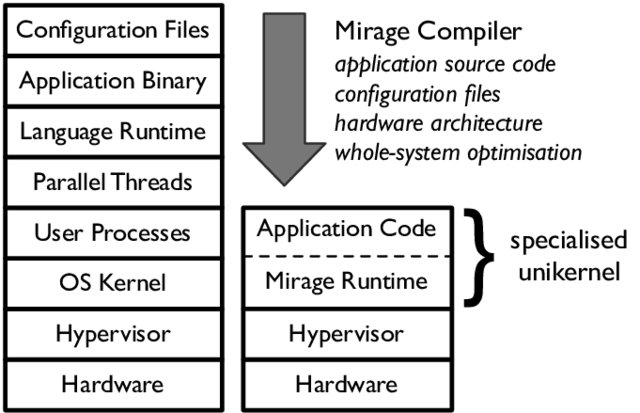 Configuration Files
Application Binary
Language Runtime
Parallel Threads
User Processes
OS Kernel
Hypervisor
Hardware
Mirage Compiler
application source code
configuration files
hardware architecture
whole-system optimisation
Application Code
Mirage Runtime
Hypervisor
Hardware
specialised
unikernel